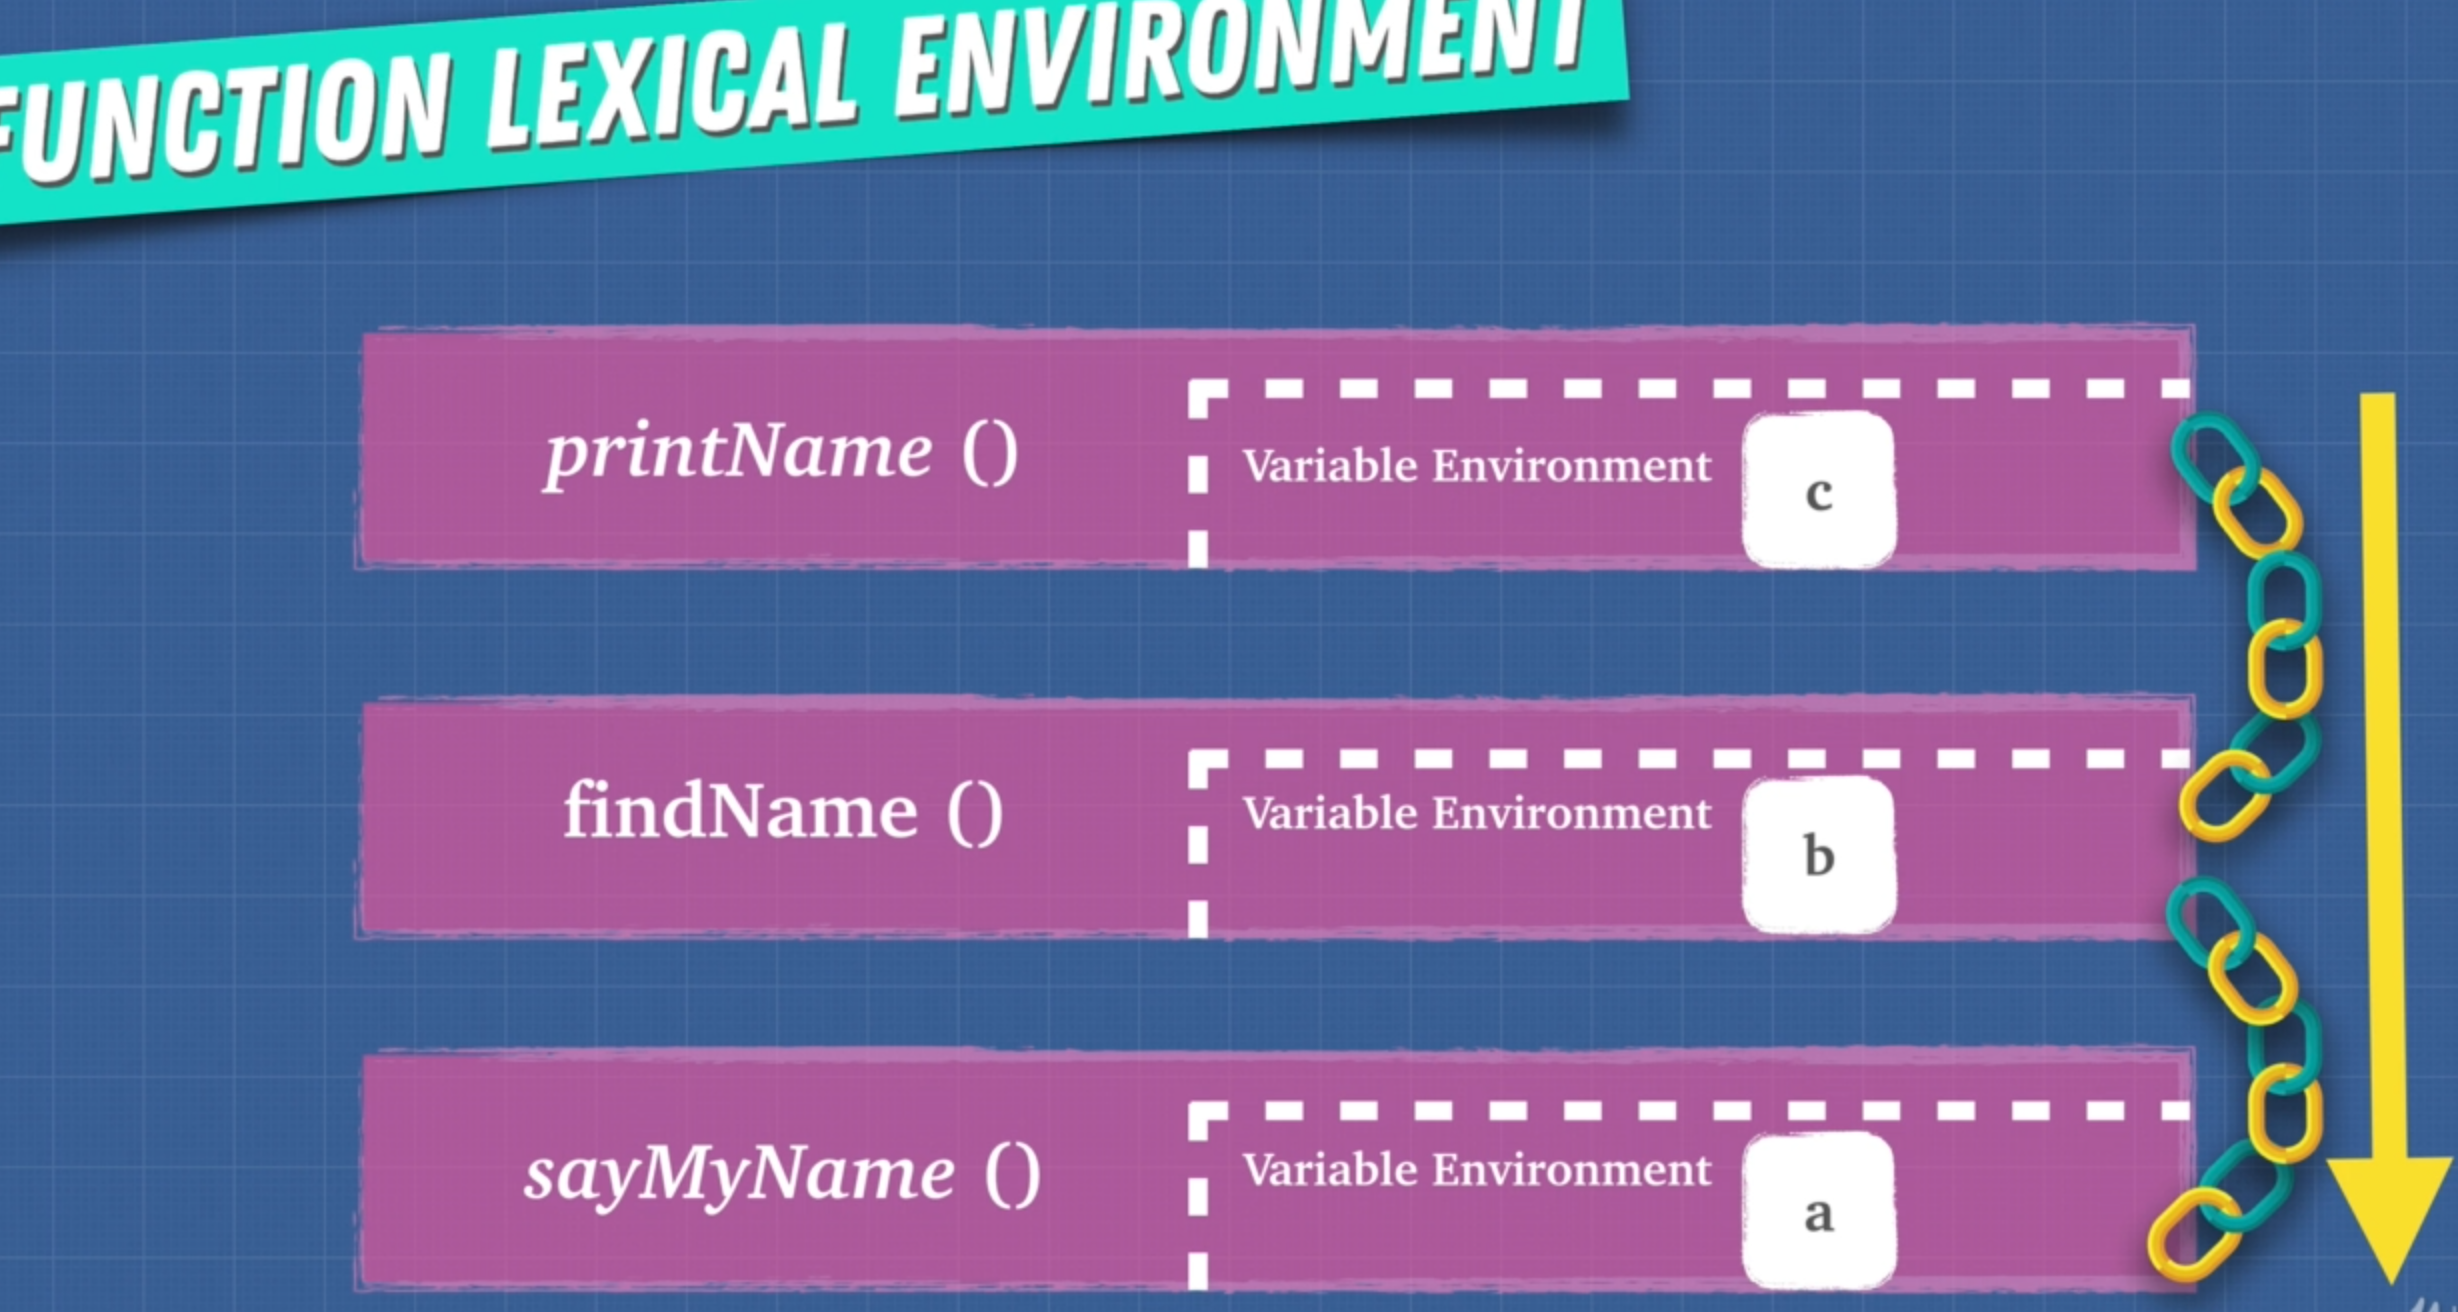 FUNCTION LEXICAL ENVIRONMENT
printName ()
Variable Environment
c
findName ()
Variable Environment
b
sayMyName ()
Variable Environment
a